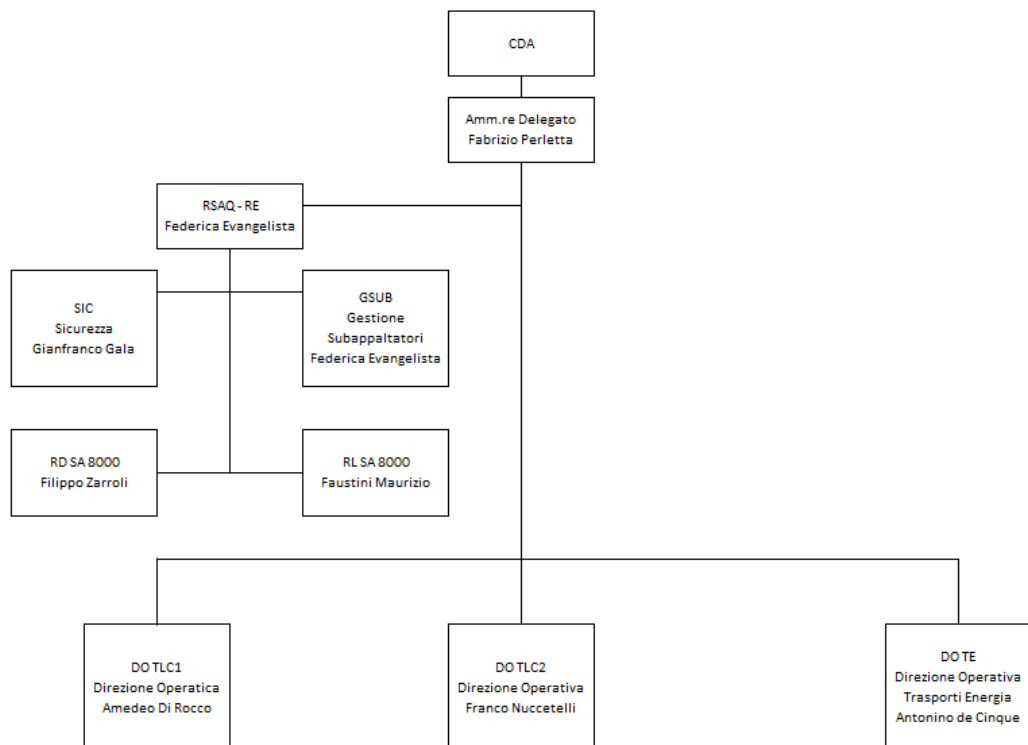 CDA
Amm.re Delegato
Fabrizio Perletta
RSAQ - RE
Federica Evangelista
SIC
Sicurezza
Gianfranco Gala
GSUB
Gestione
Subappaltatori
Federica Evangelista
RD SA 8000
Filippo Zarroli
RL SA 8000
Faustini Maurizio
DO TLC1
Direzione Operatica
Amedeo Di Rocco
DO TLC2
Direzione Operativa
Franco Nuccetelli
DO TE
Direzione Operativa
Trasporti Energia
Antonino de Cinque